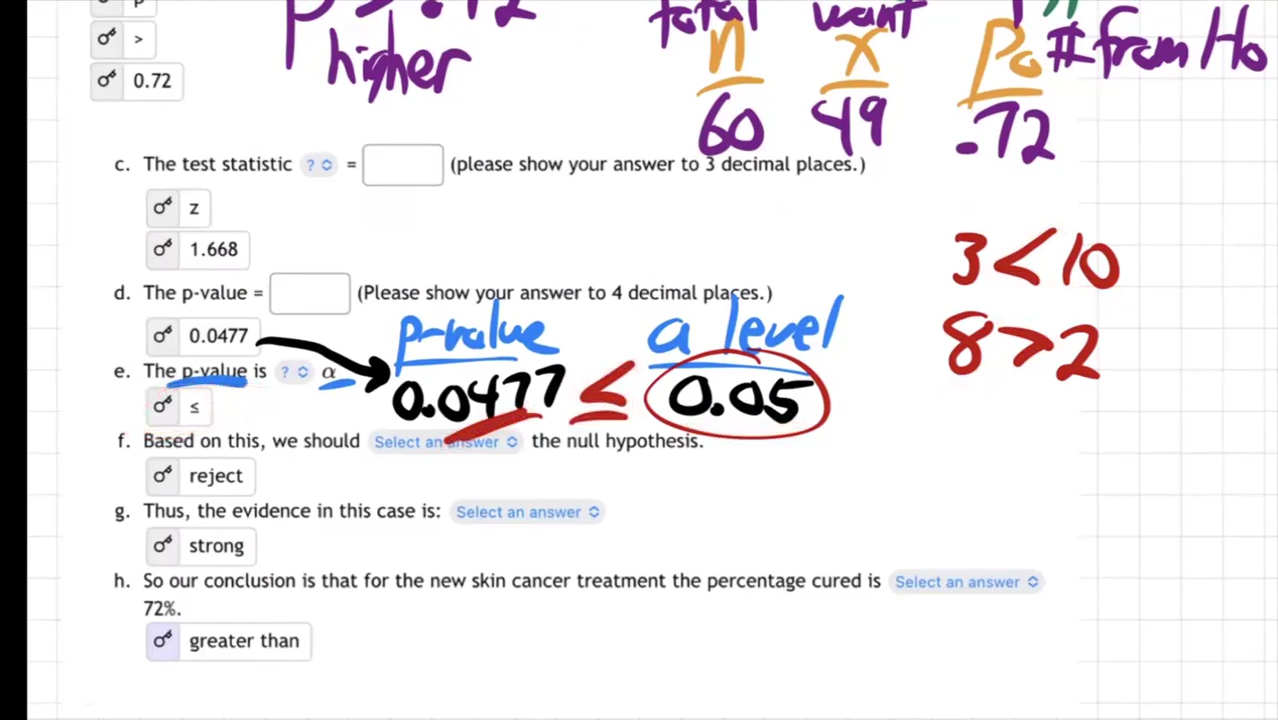 >
0.72
higher
total want
n x Po # from Ho
60 49 .72
c. The test statistic ? = (please show your answer to 3 decimal places.)
z
1.668
3 < 10
d. The p-value = (Please show your answer to 4 decimal places.)
0.0477
p-value a level
8 > 2
e. The p-value is ? α
0.0477 ≤ 0.05
≤
f. Based on this, we should Select an answer the null hypothesis.
reject
g. Thus, the evidence in this case is: Select an answer
strong
h. So our conclusion is that for the new skin cancer treatment the percentage cured is Select an answer
72%.
greater than